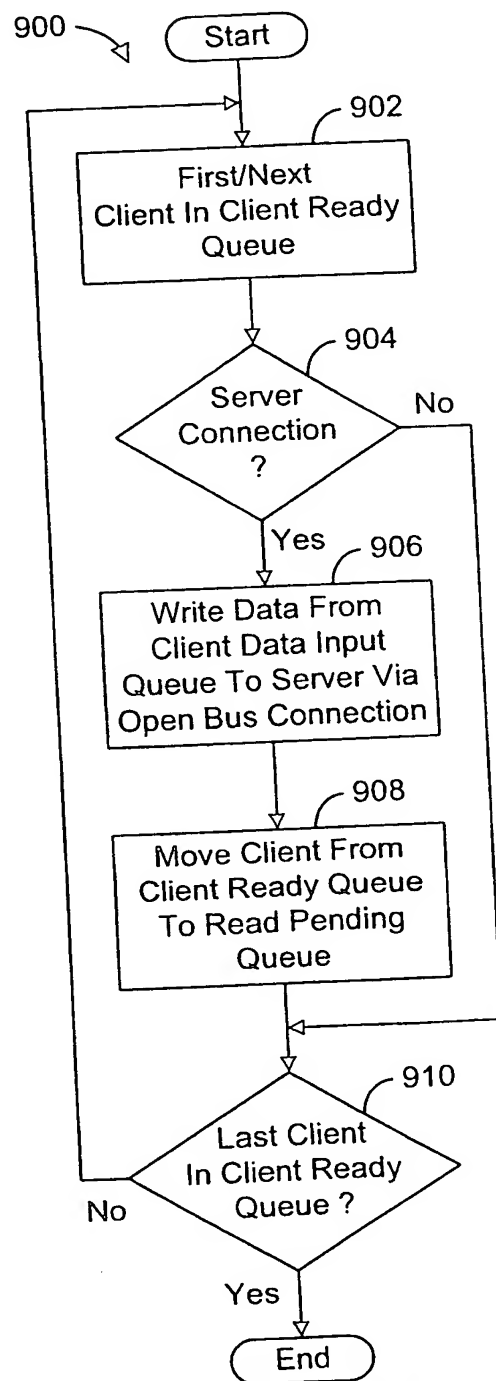 900
Start
902
First/Next
Client In Client Ready
Queue
904
Server
Connection
?
No
Yes
906
Write Data From
Client Data Input
Queue To Server Via
Open Bus Connection
908
Move Client From
Client Ready Queue
To Read Pending
Queue
910
Last Client
In Client Ready
Queue ?
No
Yes
End